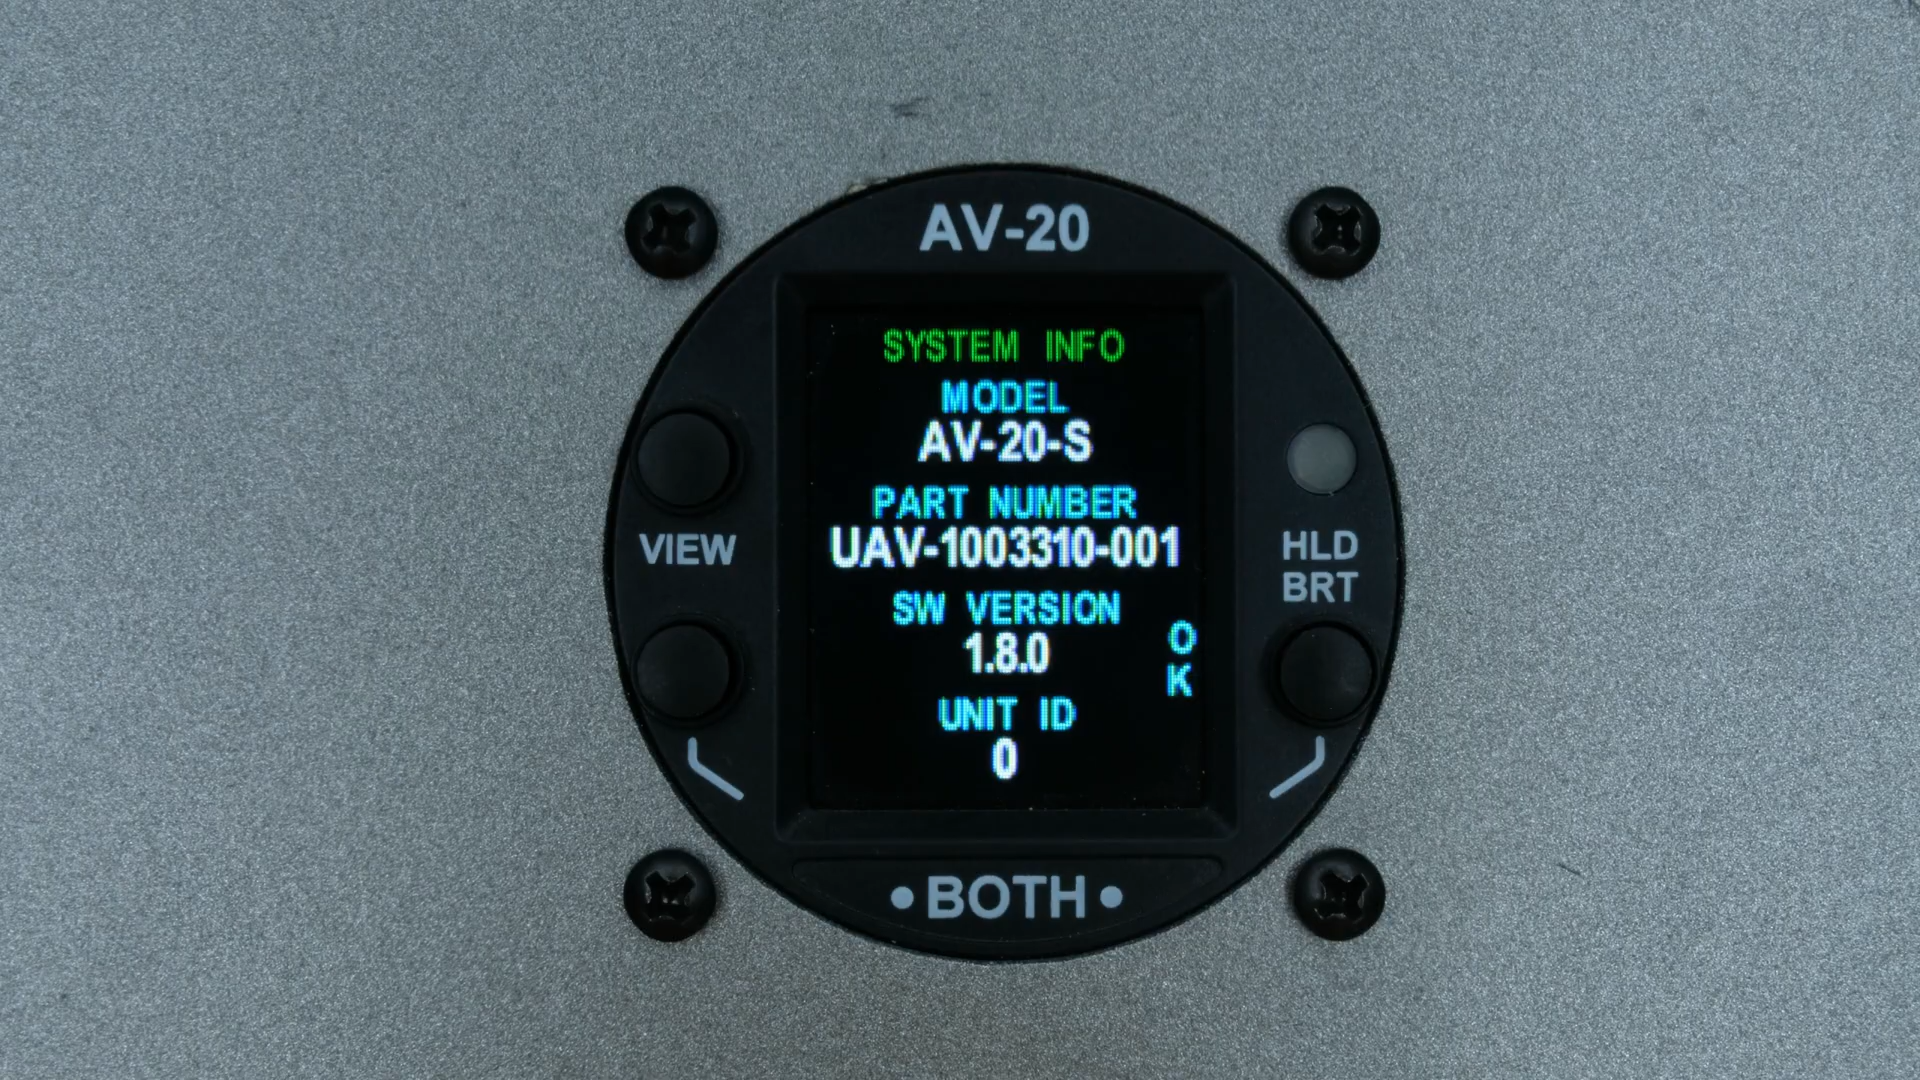 AV-20
SYSTEM INFO
MODEL
AV-20-S
PART NUMBER
UAV-1003310-001
SW VERSION
1.8.0
UNIT ID
0
O
K
VIEW
HLD
BRT
•BOTH•